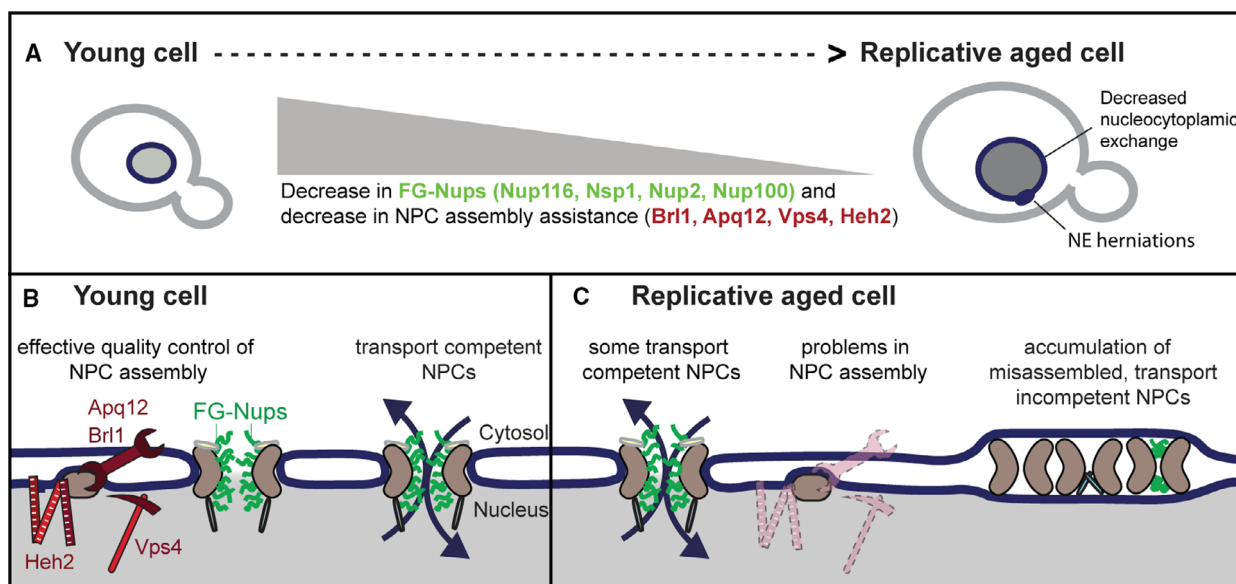 A Young cell > Replicative aged cell
Decreased
nucleocytoplamic
exchange
Decrease in FG-Nups (Nup116, Nsp1, Nup2, Nup100) and
decrease in NPC assembly assistance (Brl1, Apq12, Vps4, Heh2)
NE herniations
B Young cell
effective quality control of
NPC assembly
transport competent
NPCs
Apq12
Brl1
FG-Nups
Cytosol
Nucleus
Heh2
Vps4
C Replicative aged cell
some transport
competent NPCs
problems in
NPC assembly
accumulation of
misassembled, transport
incompetent NPCs